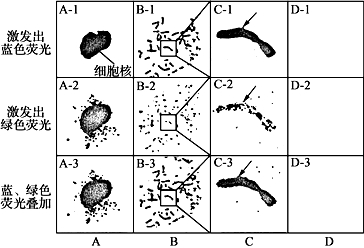 A-1 B-1 C-1 D-1
激发出
蓝色荧光
细胞核
A-2 B-2 C-2 D-2
激发出
绿色荧光
A-3 B-3 C-3 D-3
蓝、绿色
荧光叠加
A B C D